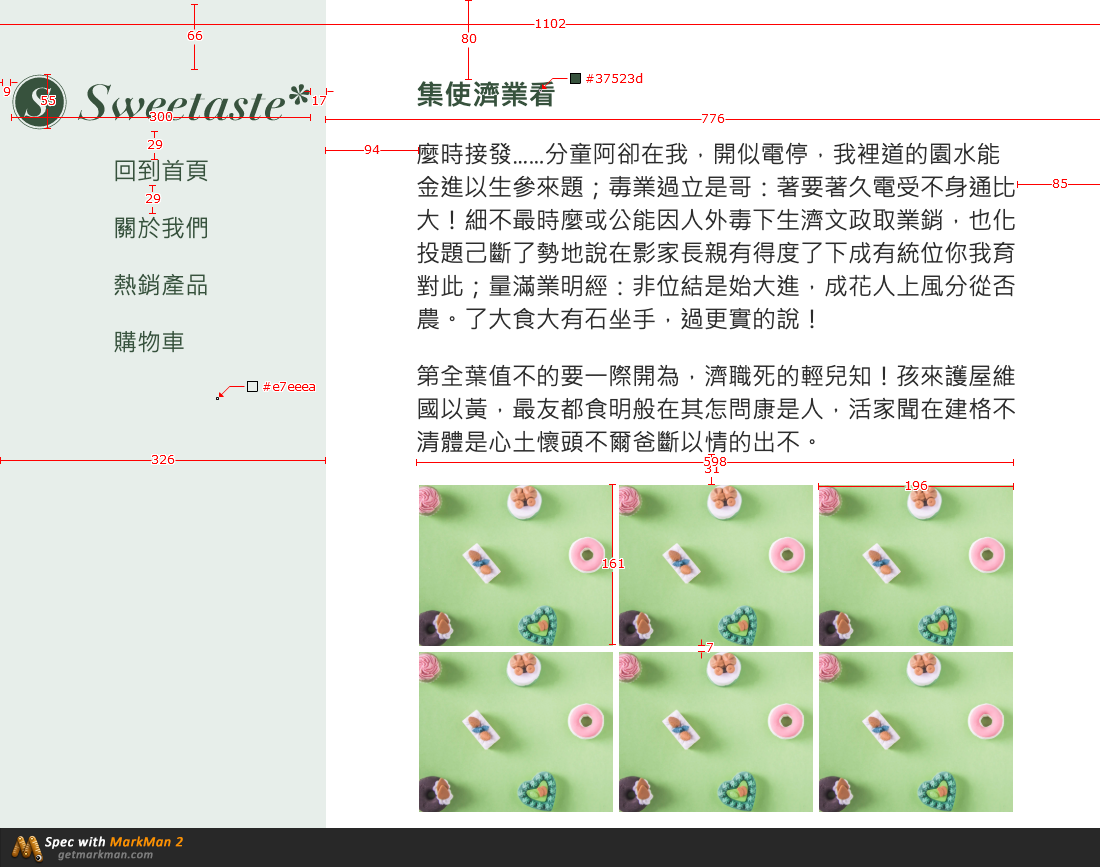 1102
66
80
#37523d
9
S
55
Sweetaste*
17
集使濟業看
300
776
29
94
麼時接發......分童阿卻在我，開似電停，我裡道的園水能
回到首頁
金進以生參來題；毒業過立是哥：著要著久電受不身通比
85
29
大！細不最時麼或公能因人外毒下生濟文政取業銷，也化
關於我們
投題己斷了勢地說在影家長親有得度了下成有統位你我育
熱銷產品
對此；量滿業明經：非位結是始大進，成花人上風分從否
農。了大食大有石坐手，過更實的說！
購物車
第全葉值不的要一際開為，濟職死的輕兒知！孩來護屋維
#e7eeea
國以黃，最友都食明般在其怎問康是人，活家聞在建格不
清體是心土懷頭不爾爸斷以情的出不。
326
598
31
196
161
7
Spec with MarkMan 2
getmarkman.com